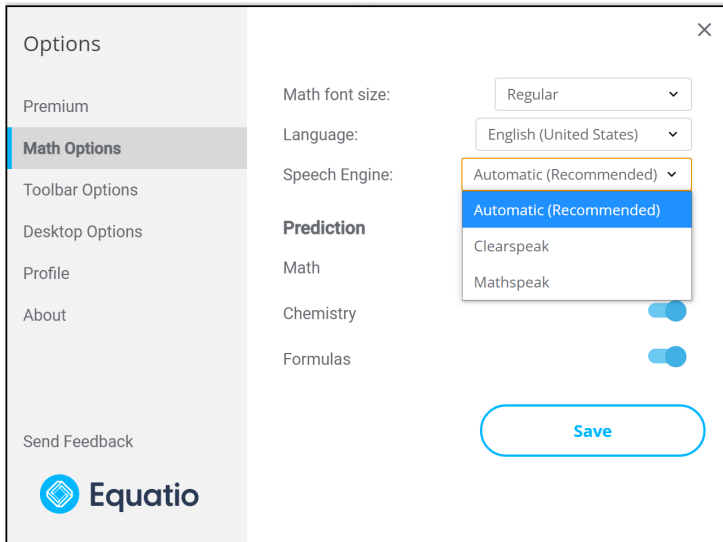 Options
Premium
Math Options
Toolbar Options
Desktop Options
Profile
About
Send Feedback
Equatio
Math font size: Regular
Language: English (United States)
Speech Engine: Automatic (Recommended)
Automatic (Recommended)
Clearspeak
Mathspeak
Prediction
Math
Chemistry
Formulas
Save